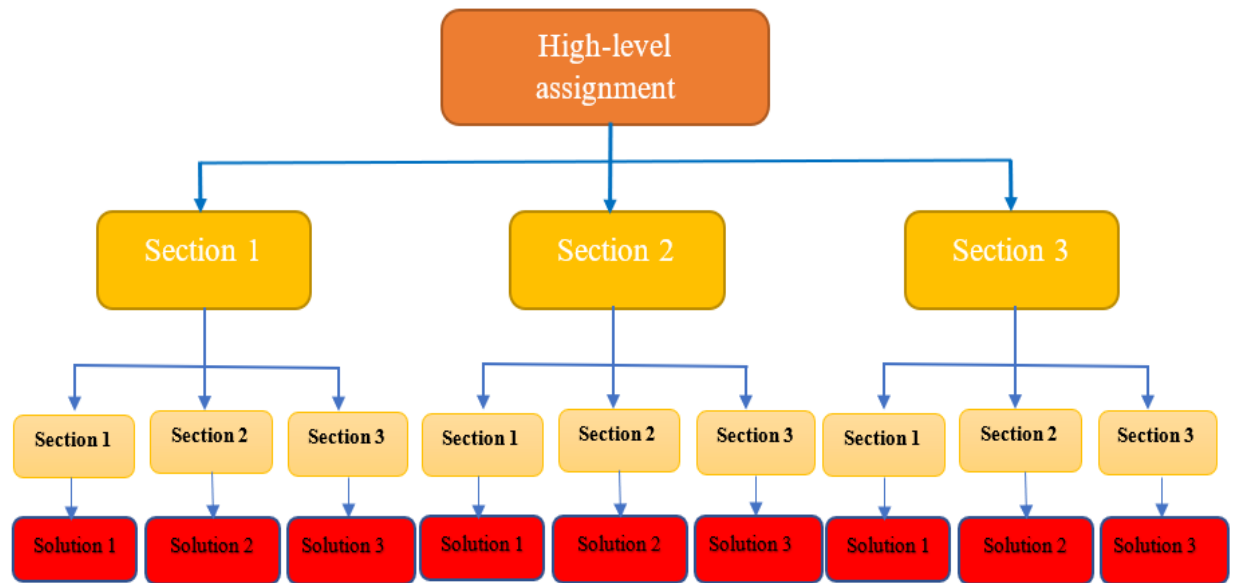 High-level
assignment
Section 1
Section 2
Section 3
Section 1
Section 2
Section 3
Section 1
Section 2
Section 3
Section 1
Section 2
Section 3
Solution 1
Solution 2
Solution 3
Solution 1
Solution 2
Solution 3
Solution 1
Solution 2
Solution 3